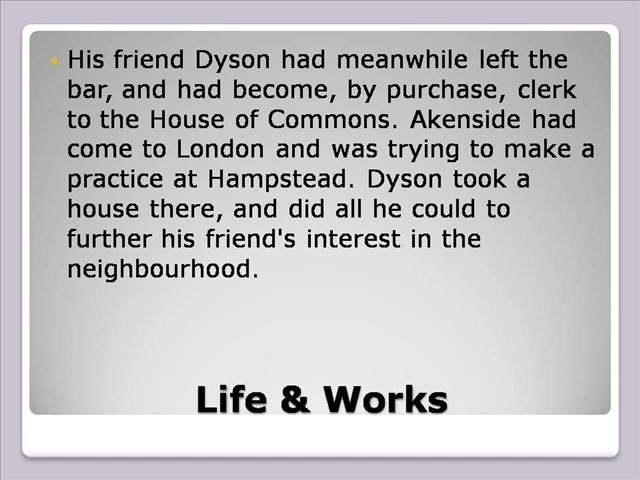 His friend Dyson had meanwhile left the
bar, and had become, by purchase, clerk
to the House of Commons. Akenside had
come to London and was trying to make a
practice at Hampstead. Dyson took a
house there, and did all he could to
further his friend's interest in the
neighbourhood.
Life & Works